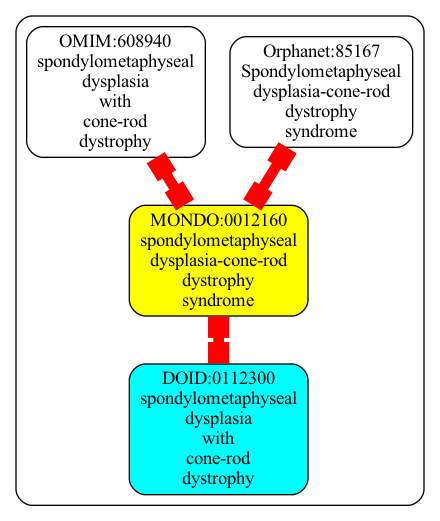 OMIM:608940
spondylometaphyseal
dysplasia
with
cone-rod
dystrophy
Orphanet:85167
Spondylometaphyseal
dysplasia-cone-rod
dystrophy
syndrome
MONDO:0012160
spondylometaphyseal
dysplasia-cone-rod
dystrophy
syndrome
DOID:0112300
spondylometaphyseal
dysplasia
with
cone-rod
dystrophy